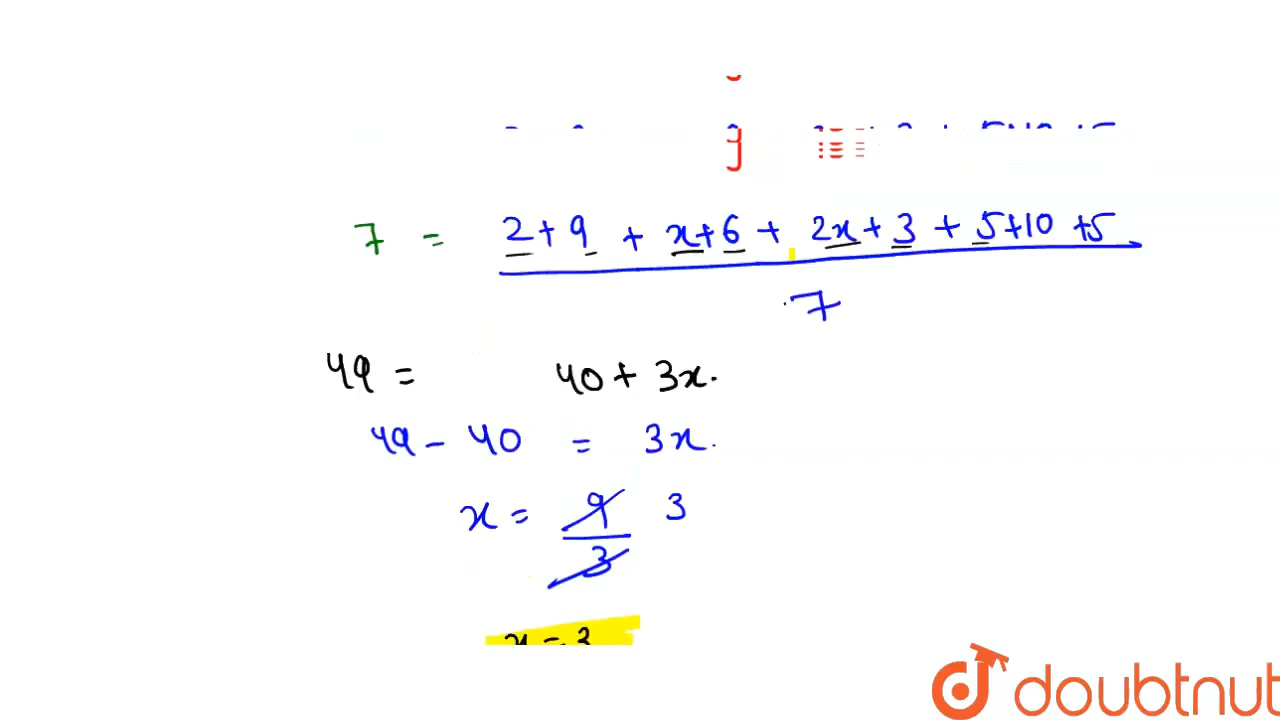 7 = 2 + 9 + x + 6 + 2x + 3 + 5 + 10 + 5
7
49 = 40 + 3x.
49 - 40 = 3x.
x = 9 3
3
x = 3
doubtnut